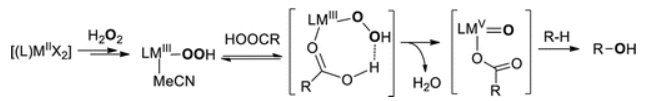 [(L)MᴵᴵX₂]
H₂O₂
LMᴵᴵᴵ–OOH
MeCN
HOOCR
LMᴵᴵᴵ O
OH
O
H
O
R
H₂O
LMⱽ=O
O O
R
R-H
R–OH